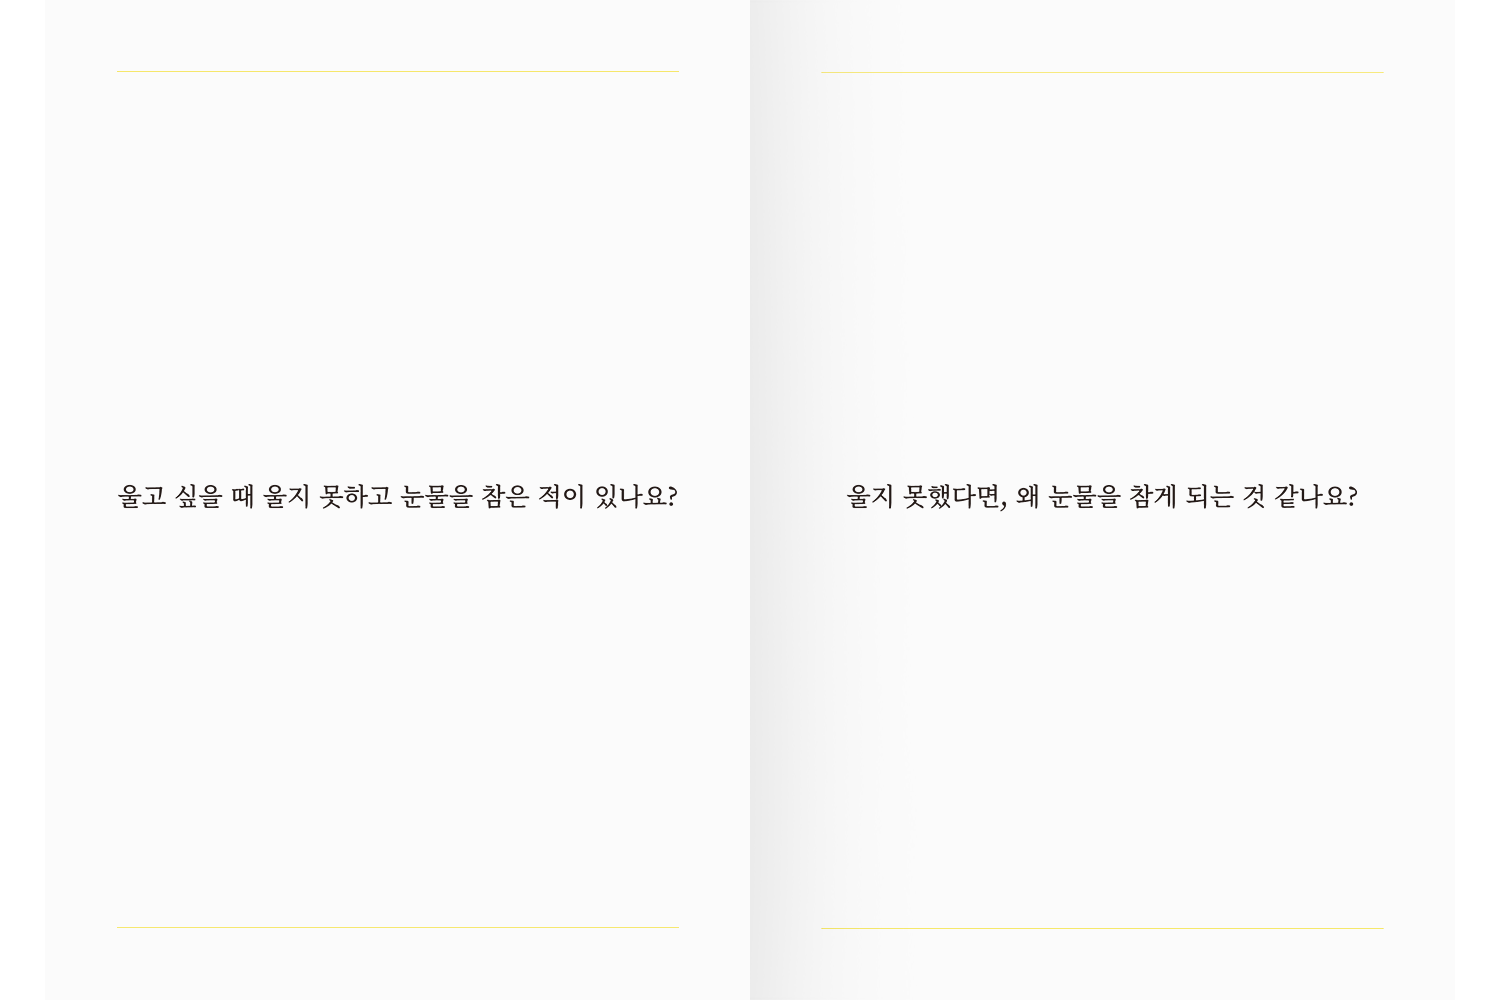 울고 싶을 때 울지 못하고 눈물을 참은 적이 있나요?
울지 못했다면, 왜 눈물을 참게 되는 것 같나요?